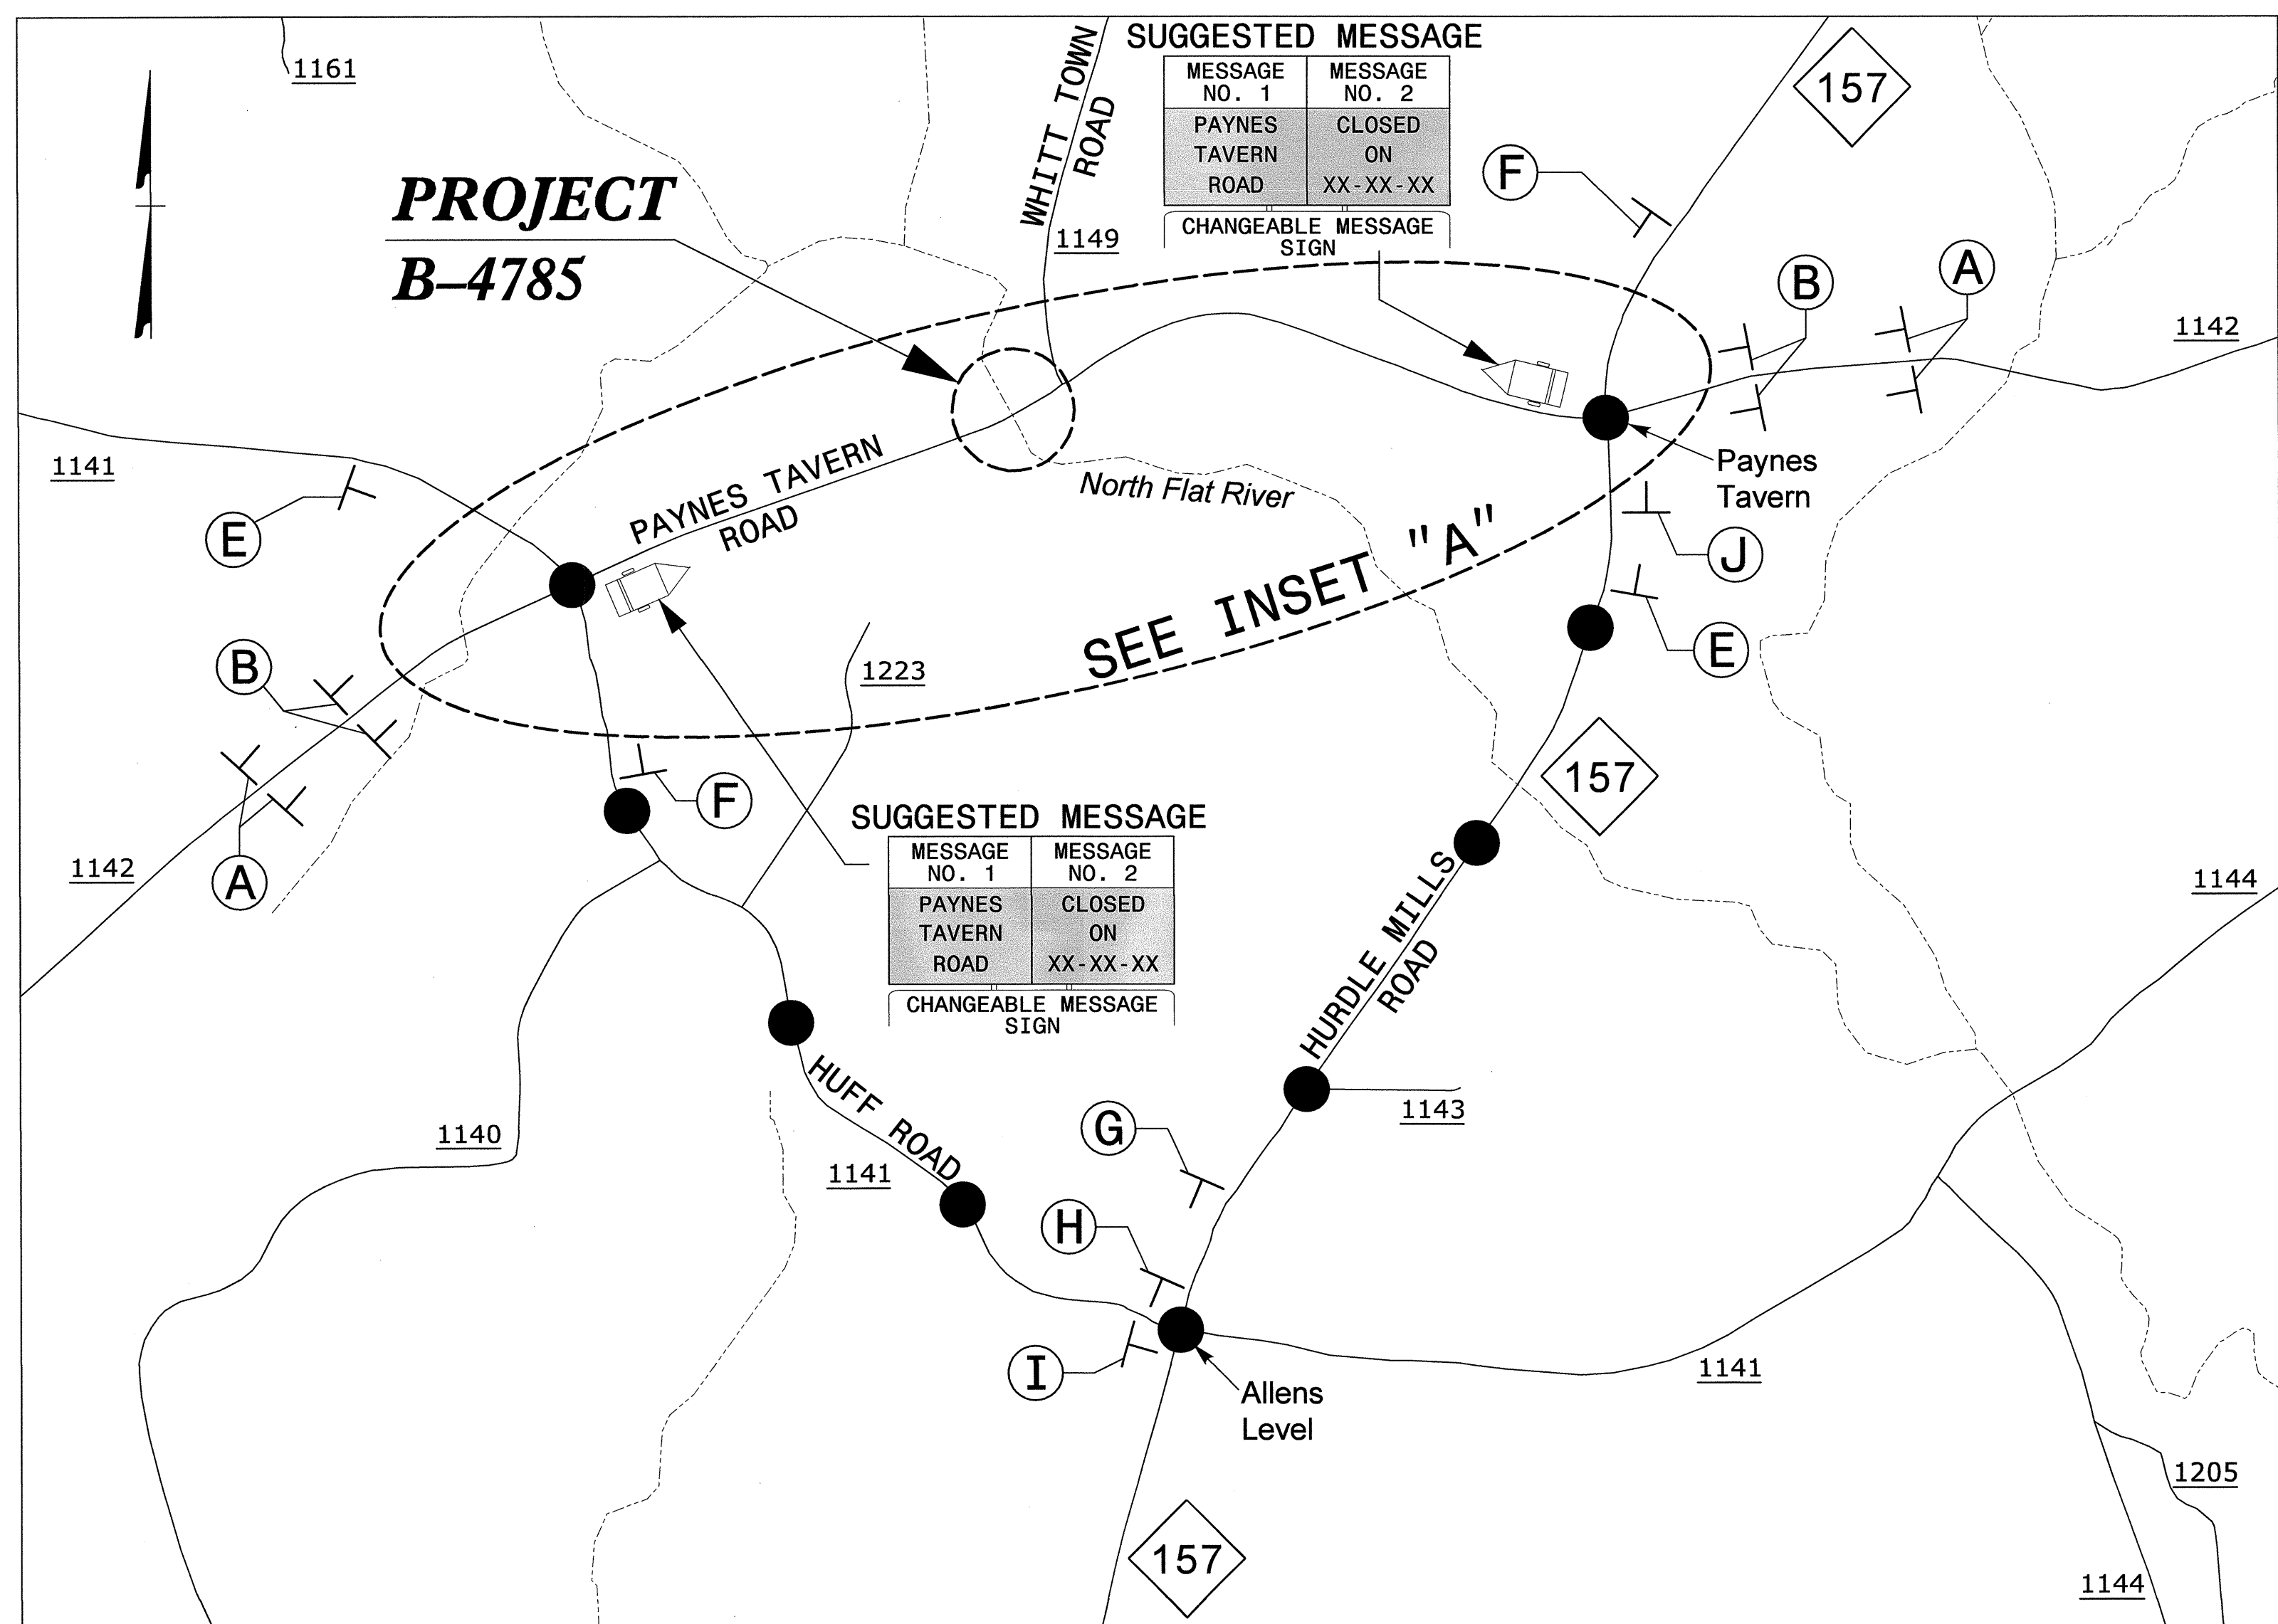 1161
WHITT TOWN
ROAD
1149
SUGGESTED MESSAGE
MESSAGE NO. 1
MESSAGE NO. 2
PAYNES CLOSED
TAVERN ON
ROAD XX-XX-XX
CHANGEABLE MESSAGE
SIGN
157
F
B
A
1142
PROJECT
B–4785
1141
E
PAYNES TAVERN
ROAD
North Flat River
Paynes
Tavern
J
E
SEE INSET "A"
B
1223
F
157
A
1142
SUGGESTED MESSAGE
MESSAGE NO. 1
MESSAGE NO. 2
PAYNES CLOSED
TAVERN ON
ROAD XX-XX-XX
CHANGEABLE MESSAGE
SIGN
HURDLE MILLS
ROAD
1144
1140
HUFF ROAD
1141
G
1143
H
I
Allens
Level
1141
1205
157
1144